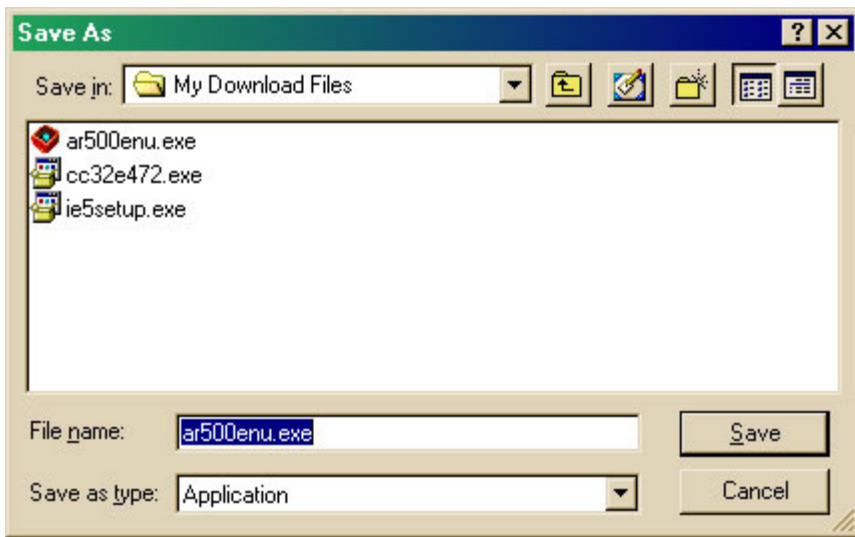 Save As
Save in: My Download Files
ar500enu.exe
cc32e472.exe
ie5setup.exe
File name: ar500enu.exe Save
Save as type: Application Cancel